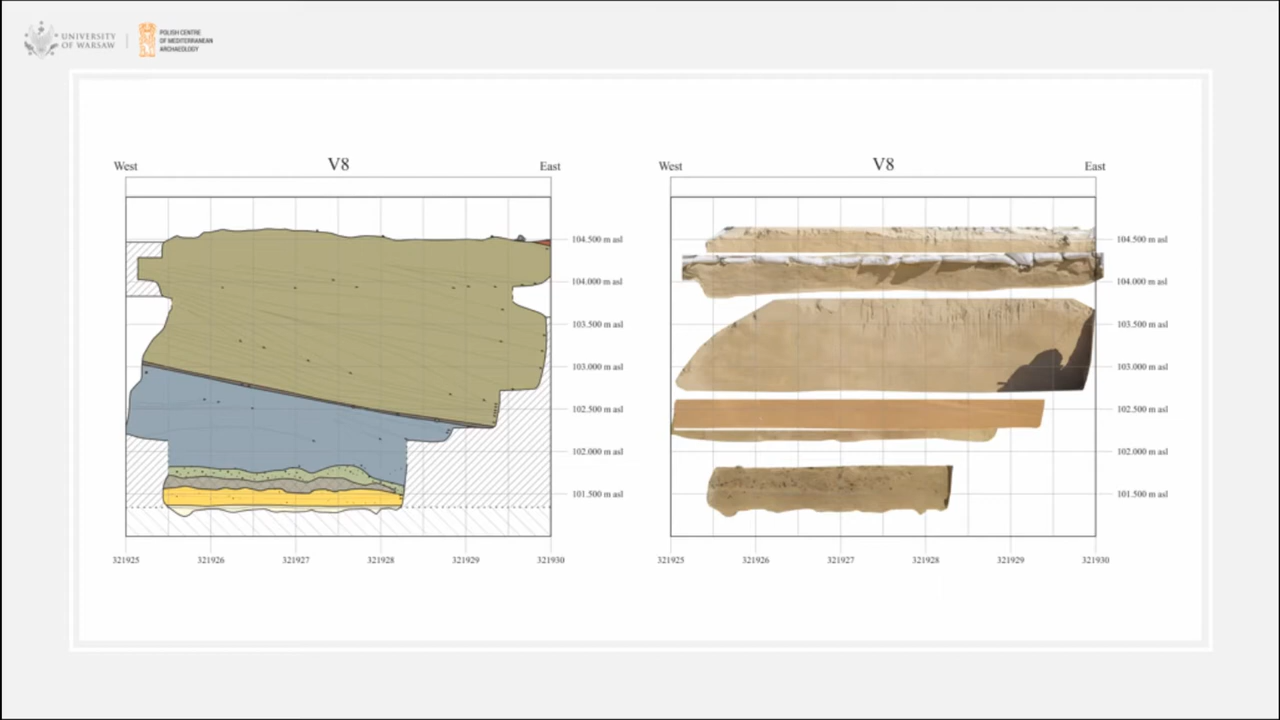 UNIVERSITY
OF WARSAW
POLISH CENTRE
OF MEDITERRANEAN
ARCHAEOLOGY
West V8 East
104.500 m asl
104.000 m asl
103.500 m asl
103.000 m asl
102.500 m asl
102.000 m asl
101.500 m asl
321925 321926 321927 321928 321929 321930
West V8 East
104.500 m asl
104.000 m asl
103.500 m asl
103.000 m asl
102.500 m asl
102.000 m asl
101.500 m asl
321925 321926 321927 321928 321929 321930